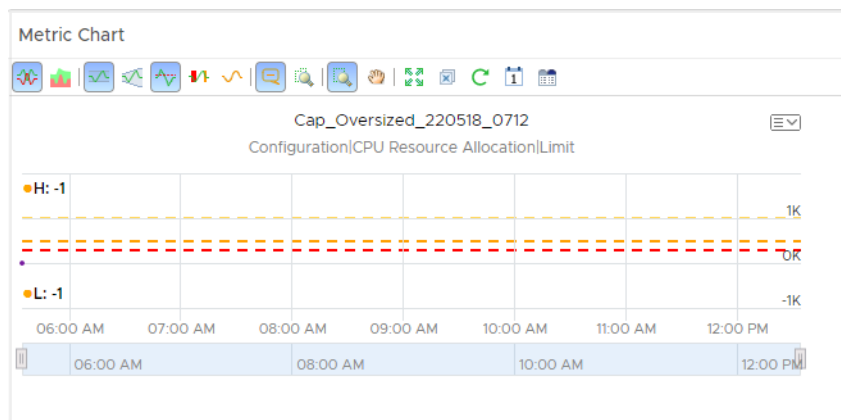 Metric Chart
1
Cap_Oversized_220518_0712
Configuration|CPU Resource Allocation|Limit
H: -1
1K
0K
L: -1
-1K
06:00 AM 07:00 AM 08:00 AM 09:00 AM 10:00 AM 11:00 AM 12:00 PM
06:00 AM 08:00 AM 10:00 AM 12:00 PM